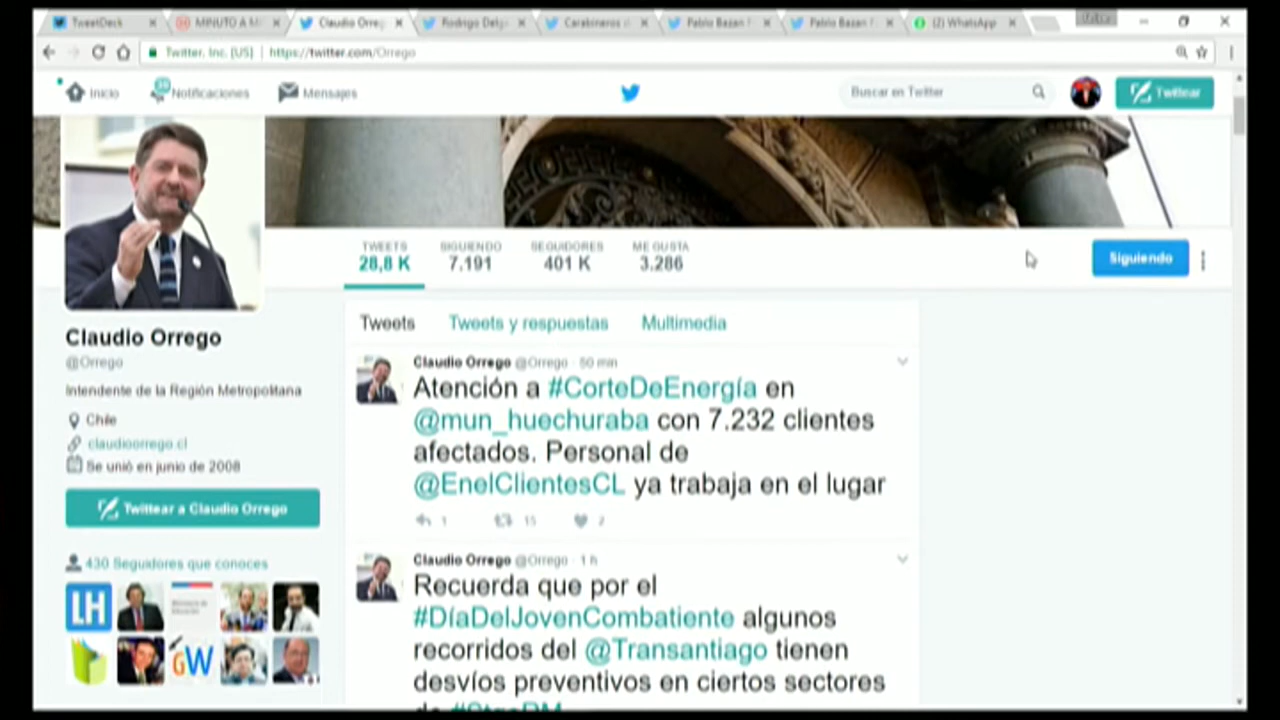 TweetDeck
MINUTO A M
Claudio Orreg
Rodrigo Delg
Carabineros
Pablo Bazan
Pablo Bazan
(2) WhatsApp
Twitter, Inc. [US] https://twitter.com/Orrego
Inicio
Notificaciones
Mensajes
Buscar en Twitter
Twittear
TWEETS
28,8 K
SIGUIENDO
7.191
SEGUIDORES
401 K
ME GUSTA
3.286
Siguiendo
Claudio Orrego
@Orrego
Intendente de la Región Metropolitana
Chile
claudioorrego.cl
Se unió en junio de 2008
Twittear a Claudio Orrego
430 Seguidores que conoces
LH
GW
Tweets
Tweets y respuestas
Multimedia
Claudio Orrego @Orrego · 50 min
Atención a #CorteDeEnergía en
@mun_huechuraba con 7.232 clientes
afectados. Personal de
@EnelClientesCL ya trabaja en el lugar
1
15
2
Claudio Orrego @Orrego · 1 h
Recuerda que por el
#DíaDelJovenCombatiente algunos
recorridos del @Transantiago tienen
desvíos preventivos en ciertos sectores
de #StgoRM